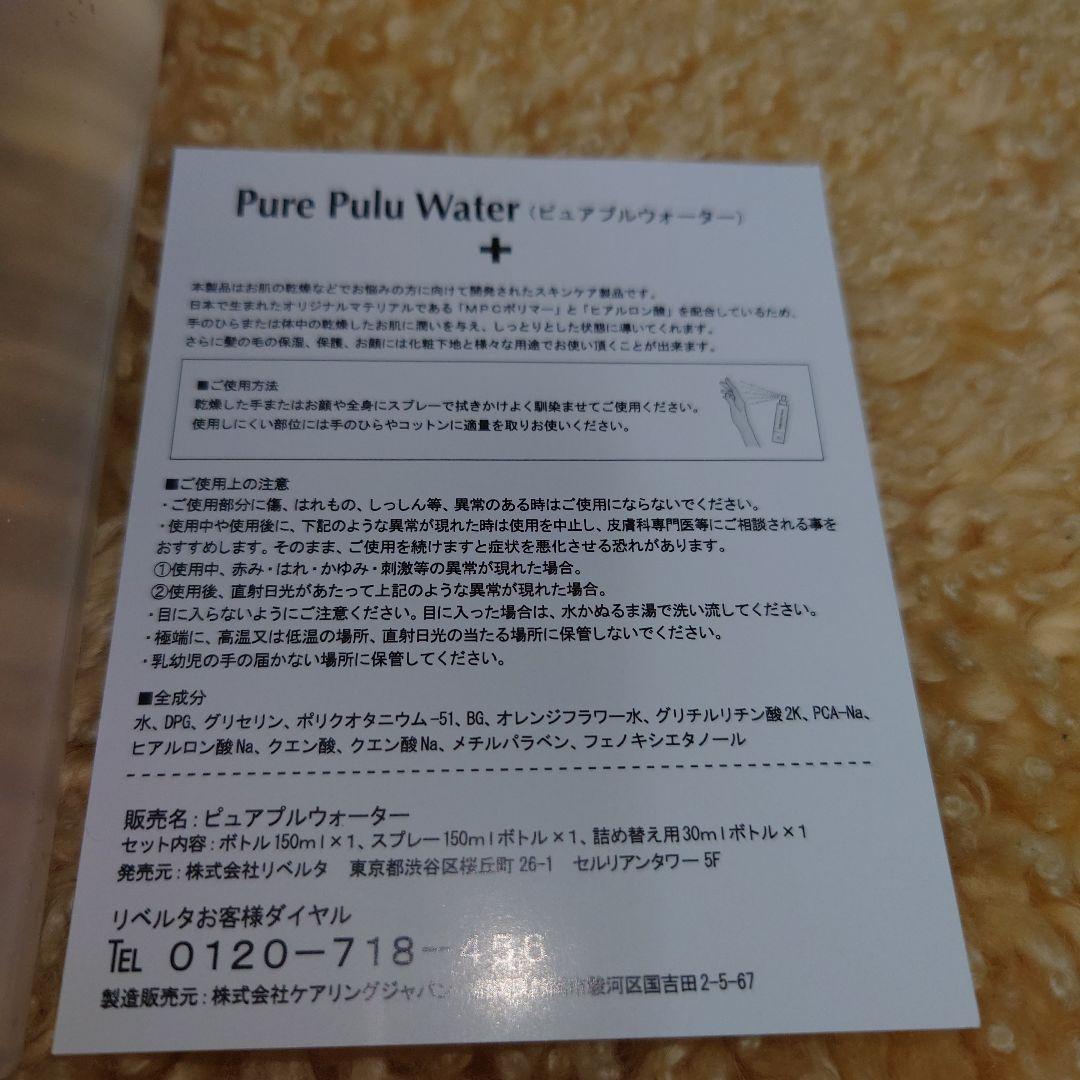 Pure Pulu Water（ピュアプルウォーター）
+
本製品はお肌の乾燥などでお悩みの方に向けて開発されたスキンケア製品です。
日本で生まれたオリジナルマテリアルである「MPCポリマー」と「ヒアルロン酸」を配合しているため、
手のひらまたは体中の乾燥したお肌に潤いを与え、しっとりとした状態に導いてくれます。
さらに髪の毛の保湿、保護、お顔には化粧下地と様々な用途でお使い頂くことが出来ます。
■ご使用方法
乾燥した手またはお顔や全身にスプレーで拭きかけよく馴染ませてご使用ください。
使用しにくい部位には手のひらやコットンに適量を取りお使いください。
■ご使用上の注意
・ご使用部分に傷、はれもの、しっしん等、異常のある時はご使用にならないでください。
・使用中や使用後に、下記のような異常が現れた時は使用を中止し、皮膚科専門医等にご相談される事を
おすすめします。そのまま、ご使用を続けますと症状を悪化させる恐れがあります。
①使用中、赤み・はれ・かゆみ・刺激等の異常が現れた場合。
②使用後、直射日光があたって上記のような異常が現れた場合。
・目に入らないようにご注意ください。目に入った場合は、水かぬるま湯で洗い流してください。
・極端に、高温又は低温の場所、直射日光の当たる場所に保管しないでください。
・乳幼児の手の届かない場所に保管してください。
■全成分
水、DPG、グリセリン、ポリクオタニウム-51、BG、オレンジフラワー水、グリチルリチン酸2K、PCA-Na、
ヒアルロン酸Na、クエン酸、クエン酸Na、メチルパラベン、フェノキシエタノール
販売名：ピュアプルウォーター
セット内容：ボトル150ml×1、スプレー150mlボトル×1、詰め替え用30mlボトル×1
発売元：株式会社リベルタ　東京都渋谷区桜丘町26-1　セルリアンタワー5F
リベルタお客様ダイヤル
TEL 0120-718-456
製造販売元：株式会社ケアリングジャパン 駿河区国吉田2-5-67